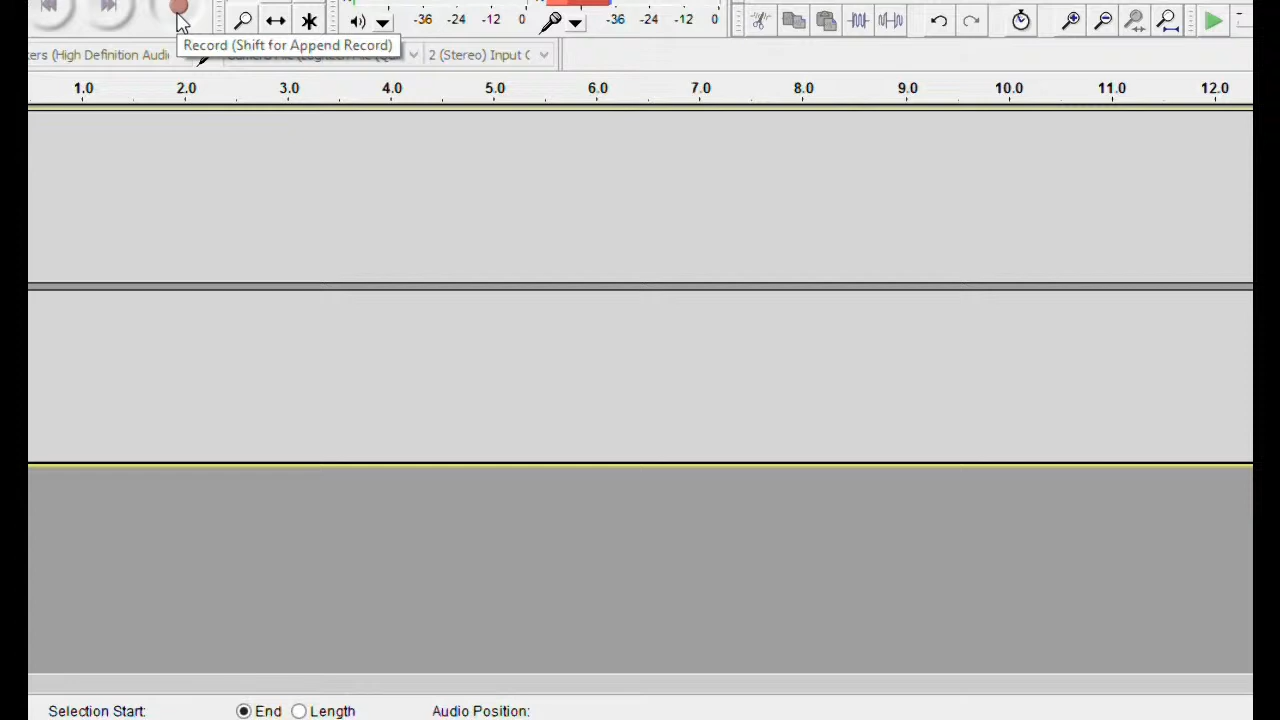 -36 -24 -12 0 -36 -24 -12 0
Record (Shift for Append Record)
ters (High Definition Audi 2 (Stereo) Input C
1.0 2.0 3.0 4.0 5.0 6.0 7.0 8.0 9.0 10.0 11.0 12.0
Selection Start: End Length Audio Position: